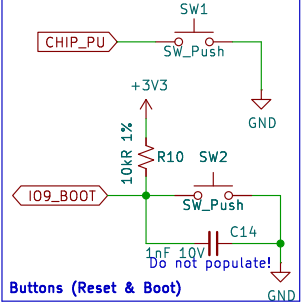 SW1
CHIP_PU
SW_Push
GND
+3V3
10kR 1%
R10
SW2
IO9_BOOT
SW_Push
C14
1nF 10V
Do not populate!
GND
Buttons (Reset & Boot)